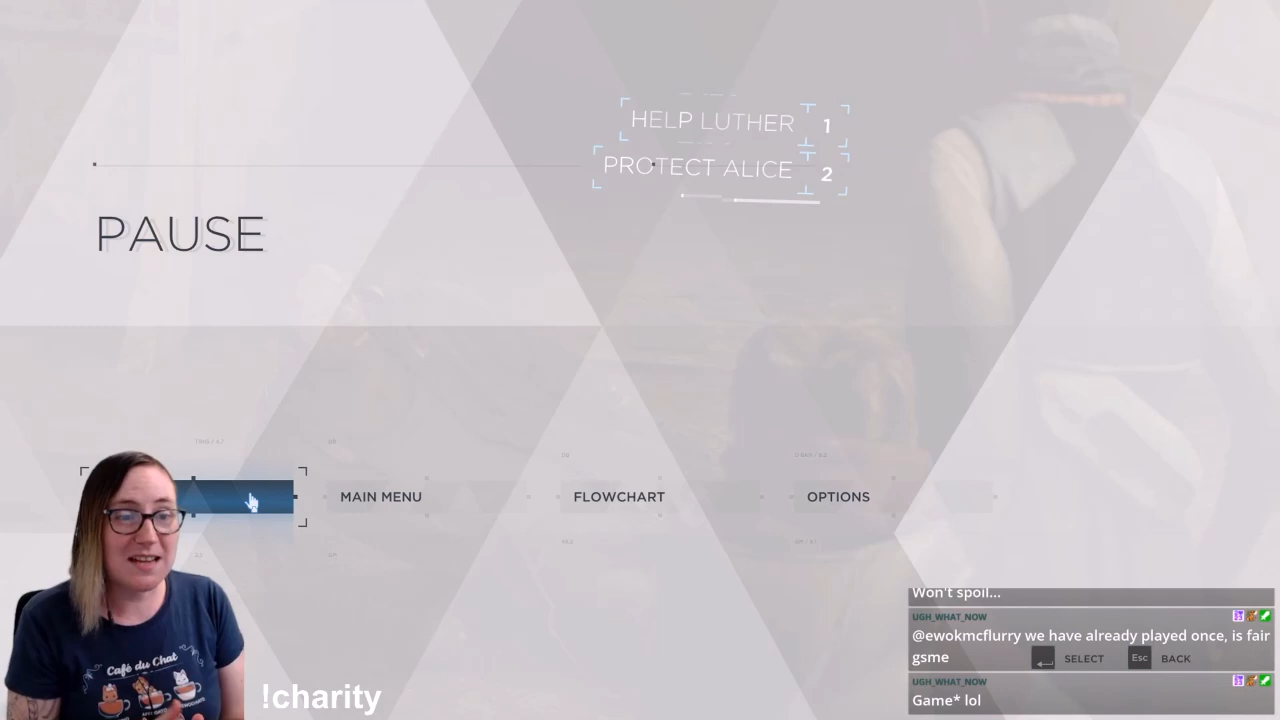 HELP LUTHER 1
PROTECT ALICE 2
PAUSE
MAIN MENU
FLOWCHART
OPTIONS
Café du Chat
Won't spoil...
UGH_WHAT_NOW
@ewokmcflurry we have already played once, is fair
gsme
SELECT
Esc
BACK
UGH_WHAT_NOW
Game* lol
!charity